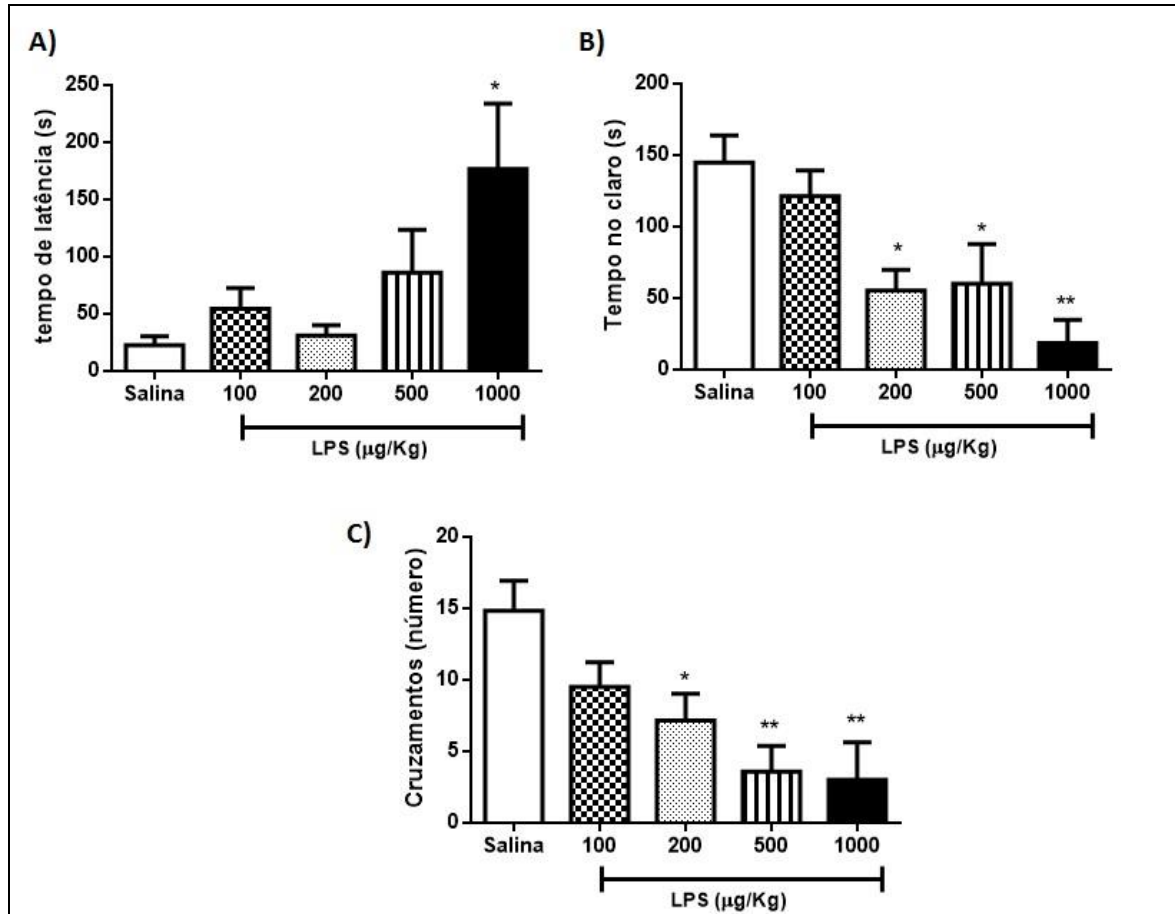 A)
tempo de latência (s)
250
200
150
100
50
0
*
Salina 100 200 500 1000
LPS (µg/Kg)
B)
Tempo no claro (s)
200
150
100
50
0
*
*
**
Salina 100 200 500 1000
LPS (µg/Kg)
C)
Cruzamentos (número)
20
15
10
5
0
*
**
**
Salina 100 200 500 1000
LPS (µg/Kg)